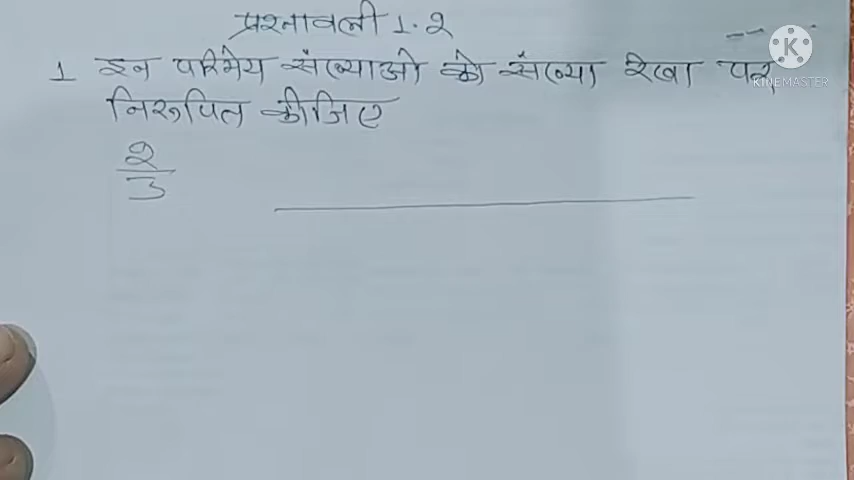 प्रश्नावली 1.2
1 इन परिमेय संख्याओ को संख्या रेखा पर
निरूपित कीजिए
2
3
KINEMASTER